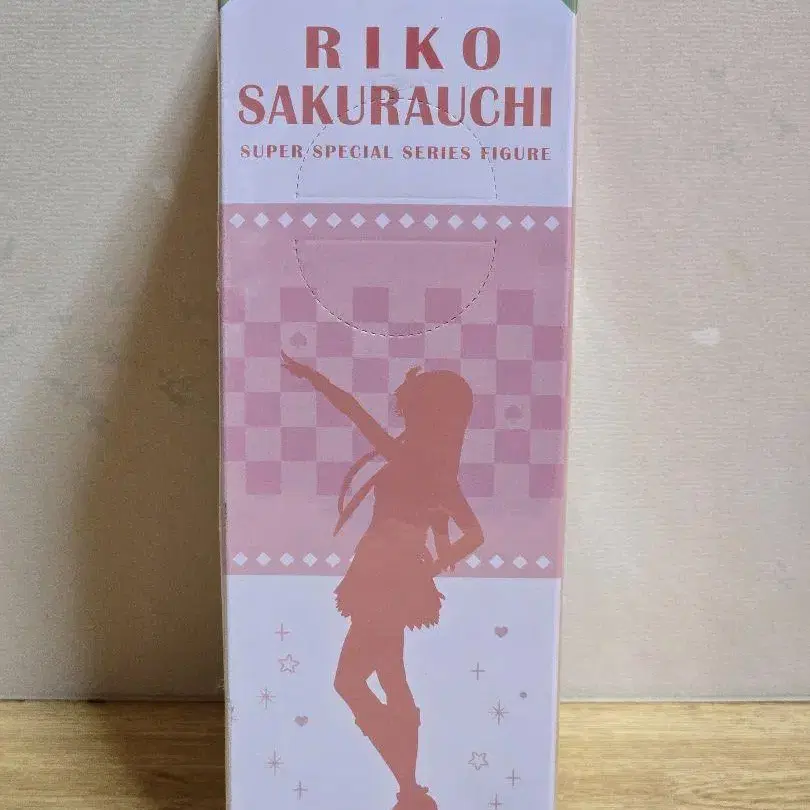 RIKO
SAKURAUCHI
SUPER SPECIAL SERIES FIGURE